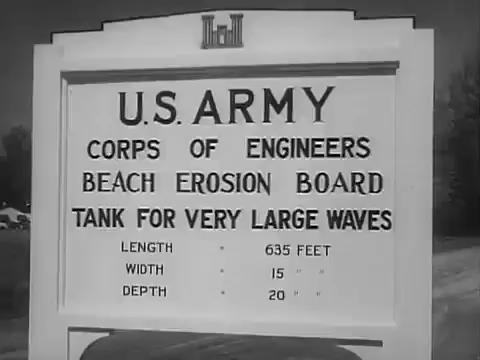 U.S. ARMY
CORPS OF ENGINEERS
BEACH EROSION BOARD
TANK FOR VERY LARGE WAVES
LENGTH - 635 FEET
WIDTH - 15 " "
DEPTH - 20 " "